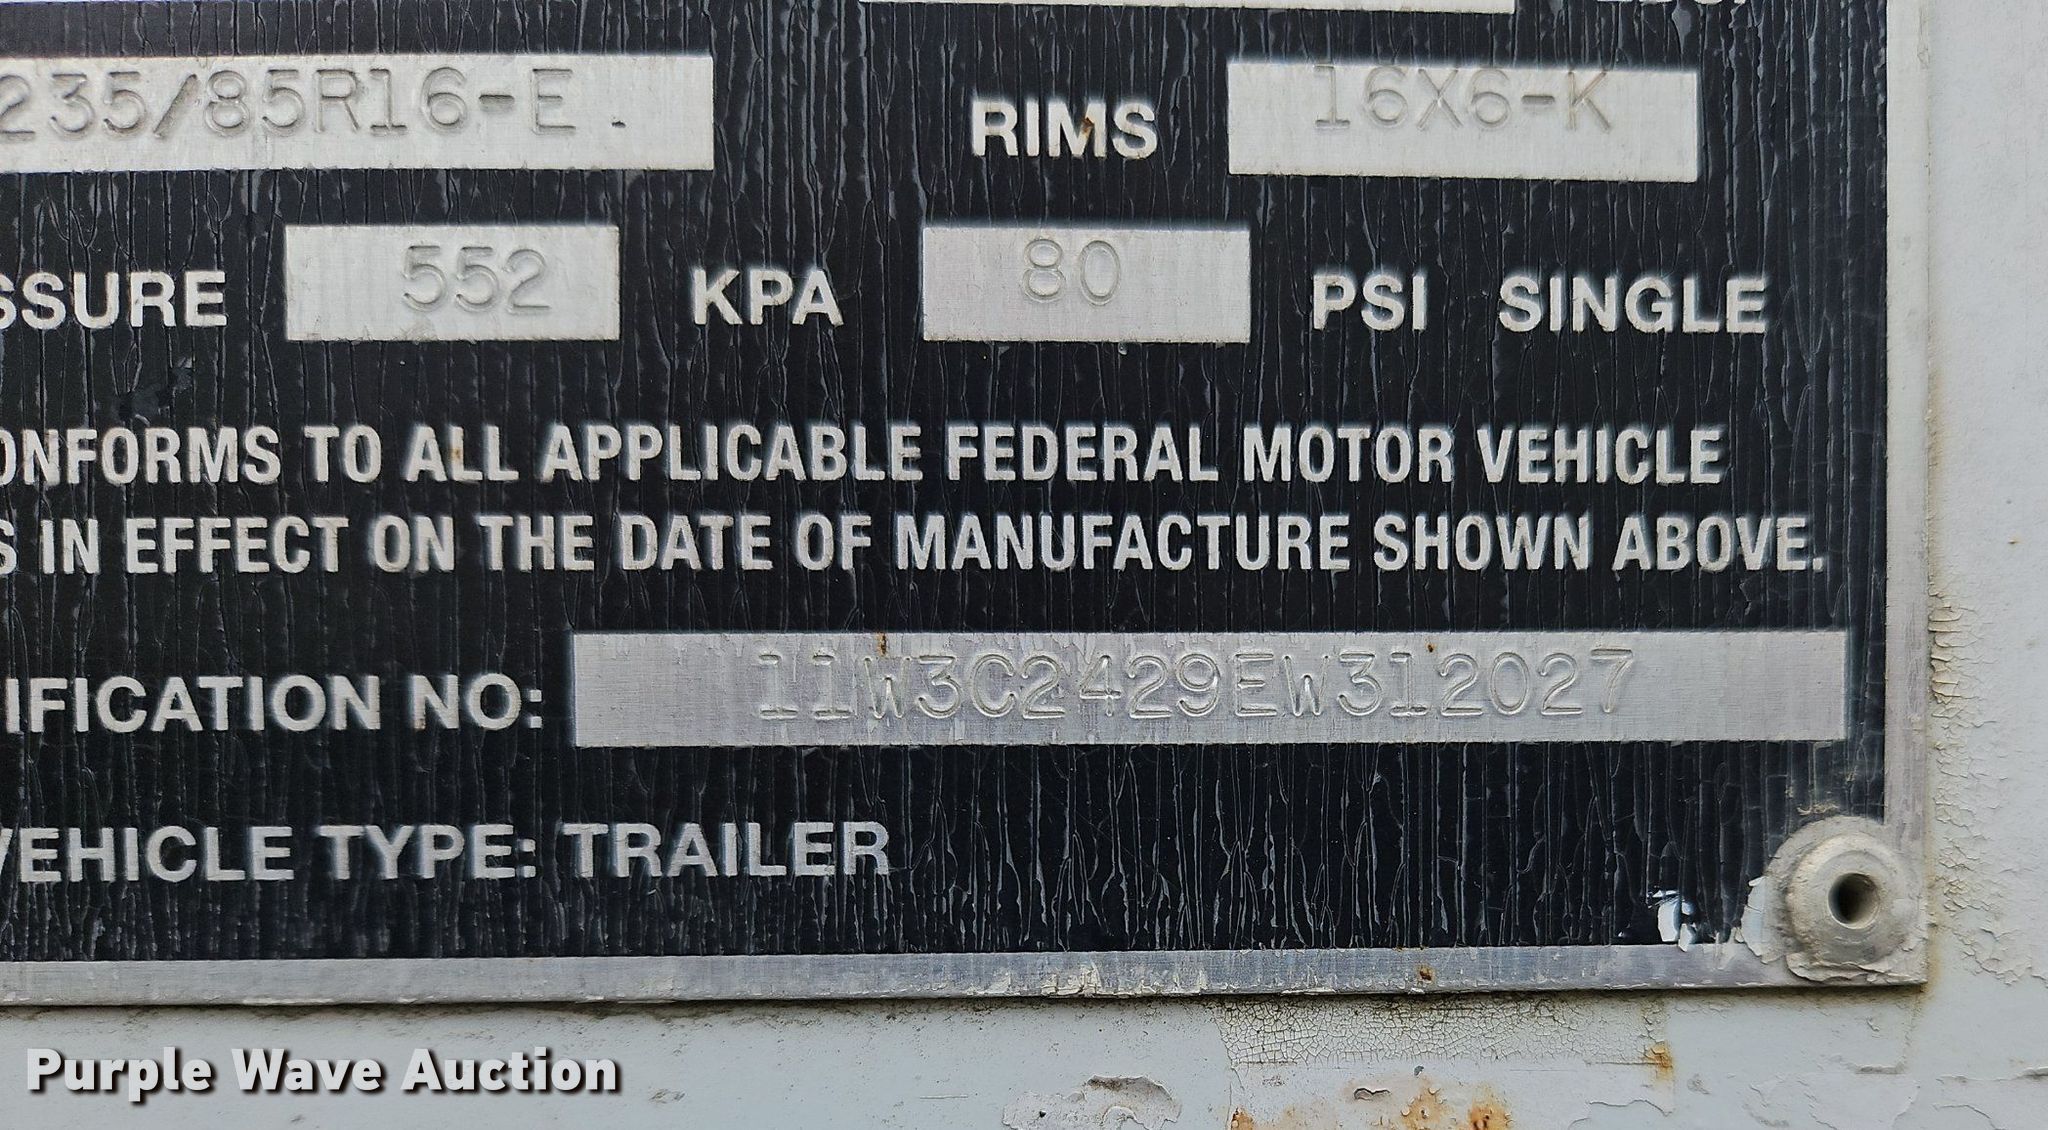 235/85R16-E. RIMS 16X6-K
SSURE 552 KPA 80 PSI SINGLE
ONFORMS TO ALL APPLICABLE FEDERAL MOTOR VEHICLE
S IN EFFECT ON THE DATE OF MANUFACTURE SHOWN ABOVE.
IFICATION NO: 11W3C2429EW312027
VEHICLE TYPE: TRAILER
Purple Wave Auction